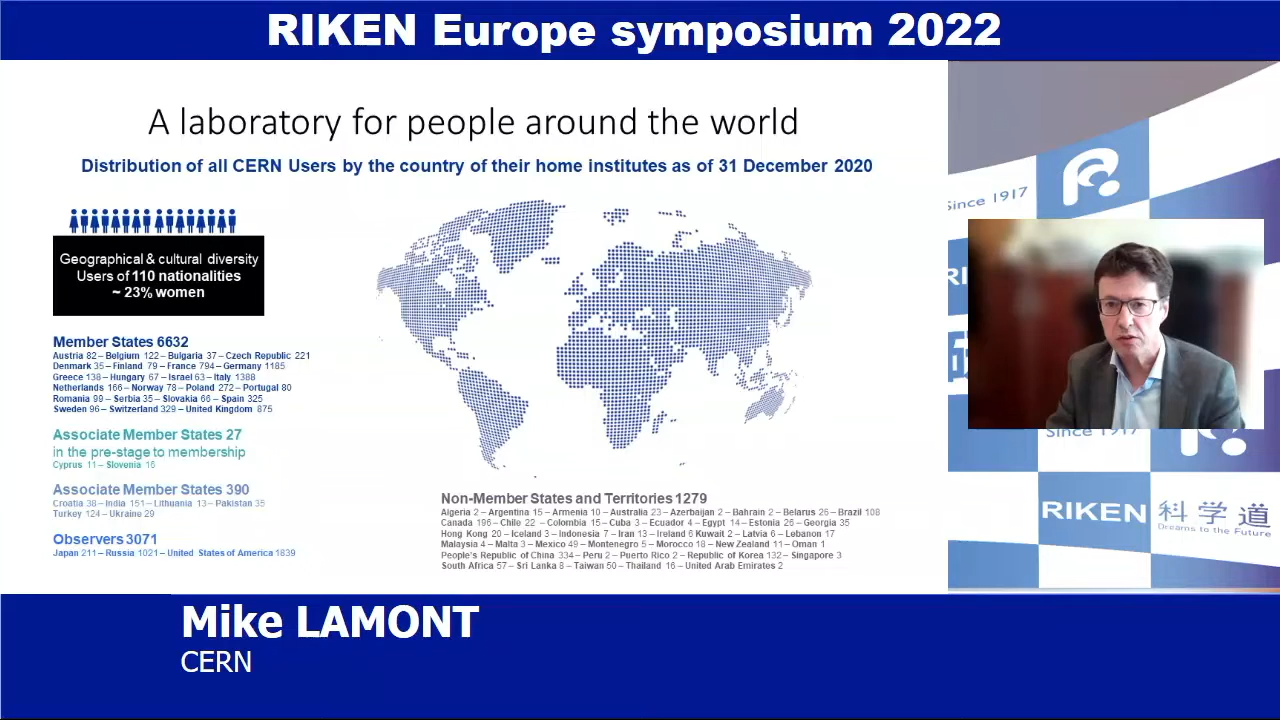 RIKEN Europe symposium 2022
A laboratory for people around the world
Distribution of all CERN Users by the country of their home institutes as of 31 December 2020
Geographical & cultural diversity
Users of 110 nationalities
~ 23% women
Member States 6632
Austria 82 – Belgium 122 – Bulgaria 37 – Czech Republic 221
Denmark 35 – Finland 79 – France 794 – Germany 1185
Greece 138 – Hungary 67 – Israel 63 – Italy 1388
Netherlands 166 – Norway 78 – Poland 272 – Portugal 80
Romania 99 – Serbia 35 – Slovakia 66 – Spain 325
Sweden 96 – Switzerland 329 – United Kingdom 875
Associate Member States 27
in the pre-stage to membership
Cyprus 11 – Slovenia 16
Associate Member States 390
Croatia 38 – India 151 – Lithuania 13 – Pakistan 35
Turkey 124 – Ukraine 29
Observers 3071
Japan 211 – Russia 1021 – United States of America 1839
Non-Member States and Territories 1279
Algeria 2 – Argentina 15 – Armenia 10 – Australia 23 – Azerbaijan 2 – Bahrain 2 – Belarus 26 – Brazil 108
Canada 196 – Chile 22 – Colombia 15 – Cuba 3 – Ecuador 4 – Egypt 14 – Estonia 26 – Georgia 35
Hong Kong 20 – Iceland 3 – Indonesia 7 – Iran 13 – Ireland 6 Kuwait 2 – Latvia 6 – Lebanon 17
Malaysia 4 – Malta 3 – Mexico 49 – Montenegro 5 – Morocco 18 – New Zealand 11 – Oman 1
People's Republic of China 334 – Peru 2 – Puerto Rico 2 – Republic of Korea 132 – Singapore 3
South Africa 57 – Sri Lanka 8 – Taiwan 50 – Thailand 16 – United Arab Emirates 2
Since 1917
Since 1917
RIKEN
科学道
Dreams to the Future
Mike LAMONT
CERN